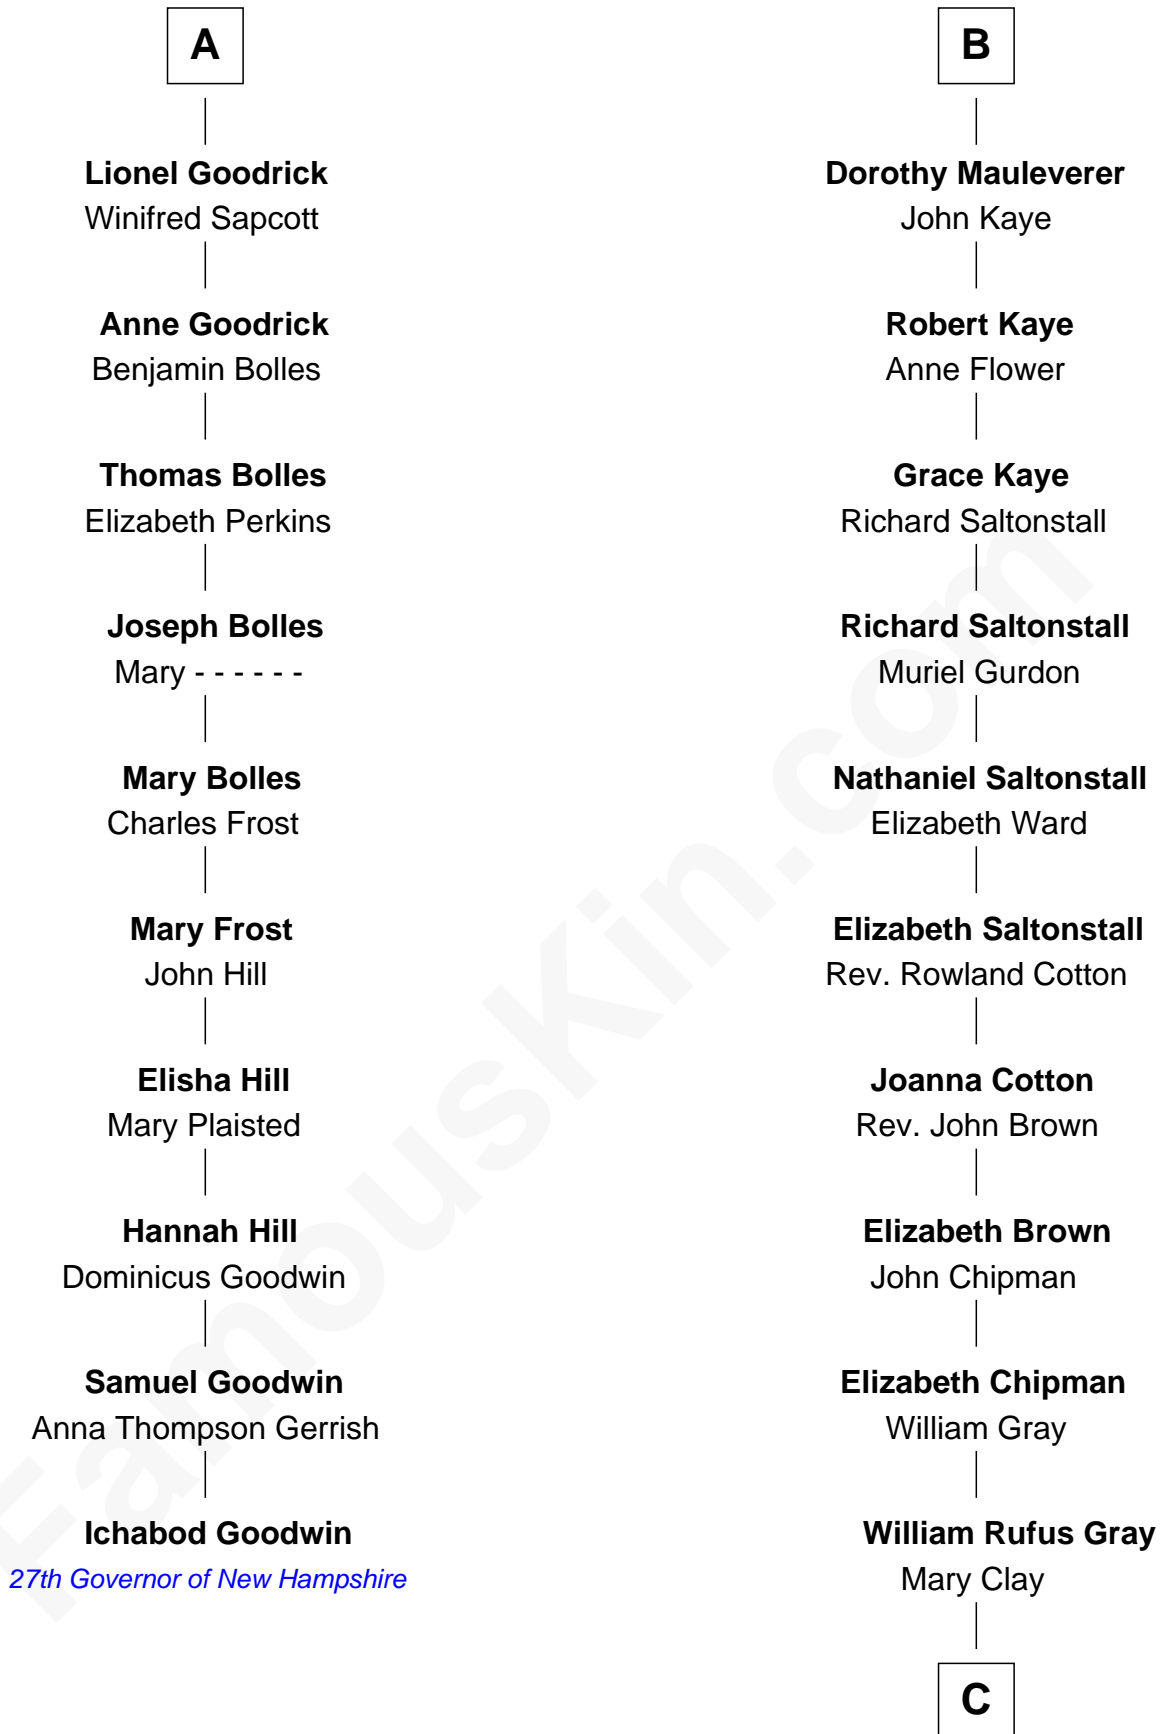 A
Lionel Goodrick
Winifred Sapcott
Anne Goodrick
Benjamin Bolles
Thomas Bolles
Elizabeth Perkins
Joseph Bolles
Mary - - - - - -
Mary Bolles
Charles Frost
Mary Frost
John Hill
Elisha Hill
Mary Plaisted
Hannah Hill
Dominicus Goodwin
Samuel Goodwin
Anna Thompson Gerrish
Ichabod Goodwin
27th Governor of New Hampshire
B
Dorothy Mauleverer
John Kaye
Robert Kaye
Anne Flower
Grace Kaye
Richard Saltonstall
Richard Saltonstall
Muriel Gurdon
Nathaniel Saltonstall
Elizabeth Ward
Elizabeth Saltonstall
Rev. Rowland Cotton
Joanna Cotton
Rev. John Brown
Elizabeth Brown
John Chipman
Elizabeth Chipman
William Gray
William Rufus Gray
Mary Clay
C
FamousKin.com